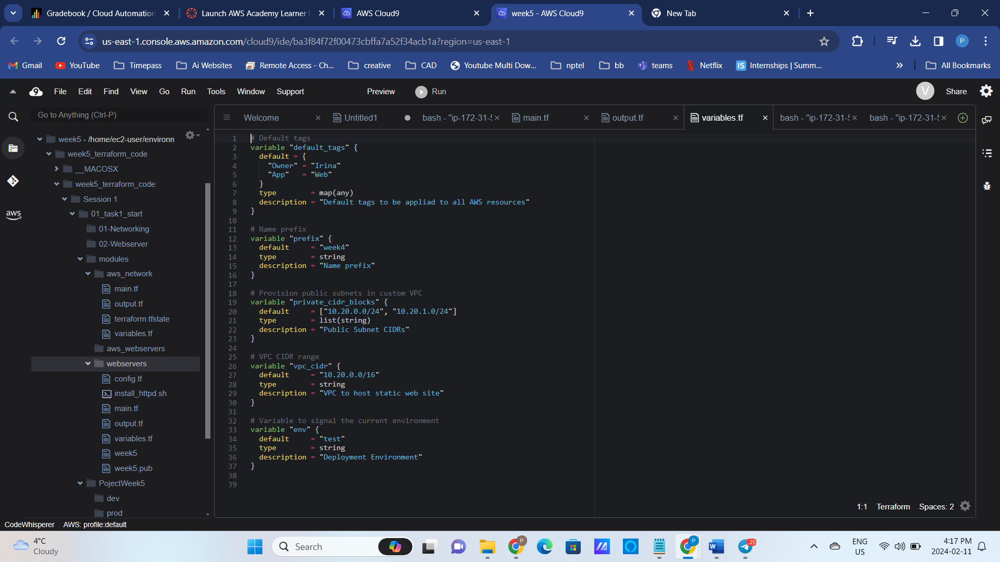 Gradebook / Cloud Automation
Launch AWS Academy Learner L
AWS Cloud9
week5 - AWS Cloud9
New Tab
us-east-1.console.aws.amazon.com/cloud9/ide/ba3f84f72f00473cbffa7a52f34acb1a?region=us-east-1
P
Gmail
YouTube
Timepass
Ai Websites
Remote Access - Ch...
creative
CAD
Youtube Multi Dow...
nptel
bb
teams
Netflix
IS Internships | Summ...
All Bookmarks
9 File Edit Find View Go Run Tools Window Support Preview Run
V Share
Go to Anything (Ctrl-P)
Welcome
Untitled1
bash - "ip-172-31-5
main.tf
output.tf
variables.tf
bash - "ip-172-31-5
bash - "ip-172-31-5
aws
week5 - /home/ec2-user/environm
week5_terraform_code
__MACOSX
week5_terraform_code
Session 1
01_task1_start
01-Networking
02-Webserver
modules
aws_network
main.tf
output.tf
terraform.tfstate
variables.tf
aws_webservers
webservers
config.tf
install_httpd.sh
main.tf
output.tf
variables.tf
week5
week5.pub
PojectWeek5
dev
prod
1 # Default tags
2 variable "default_tags" {
3 default = {
4 "Owner" = "Irina"
5 "App" = "Web"
6 }
7 type = map(any)
8 description = "Default tags to be appliad to all AWS resources"
9 }
10
11 # Name prefix
12 variable "prefix" {
13 default = "week4"
14 type = string
15 description = "Name prefix"
16 }
17
18 # Provision public subnets in custom VPC
19 variable "private_cidr_blocks" {
20 default = ["10.20.0.0/24", "10.20.1.0/24"]
21 type = list(string)
22 description = "Public Subnet CIDRs"
23 }
24
25 # VPC CIDR range
26 variable "vpc_cidr" {
27 default = "10.20.0.0/16"
28 type = string
29 description = "VPC to host static web site"
30 }
31
32 # Variable to signal the current environment
33 variable "env" {
34 default = "test"
35 type = string
36 description = "Deployment Environment"
37 }
38
39
1:1 Terraform Spaces: 2
CodeWhisperer AWS: profile:default
4°C
Cloudy
Search
P
P
W
25
ENG
US
4:17 PM
2024-02-11